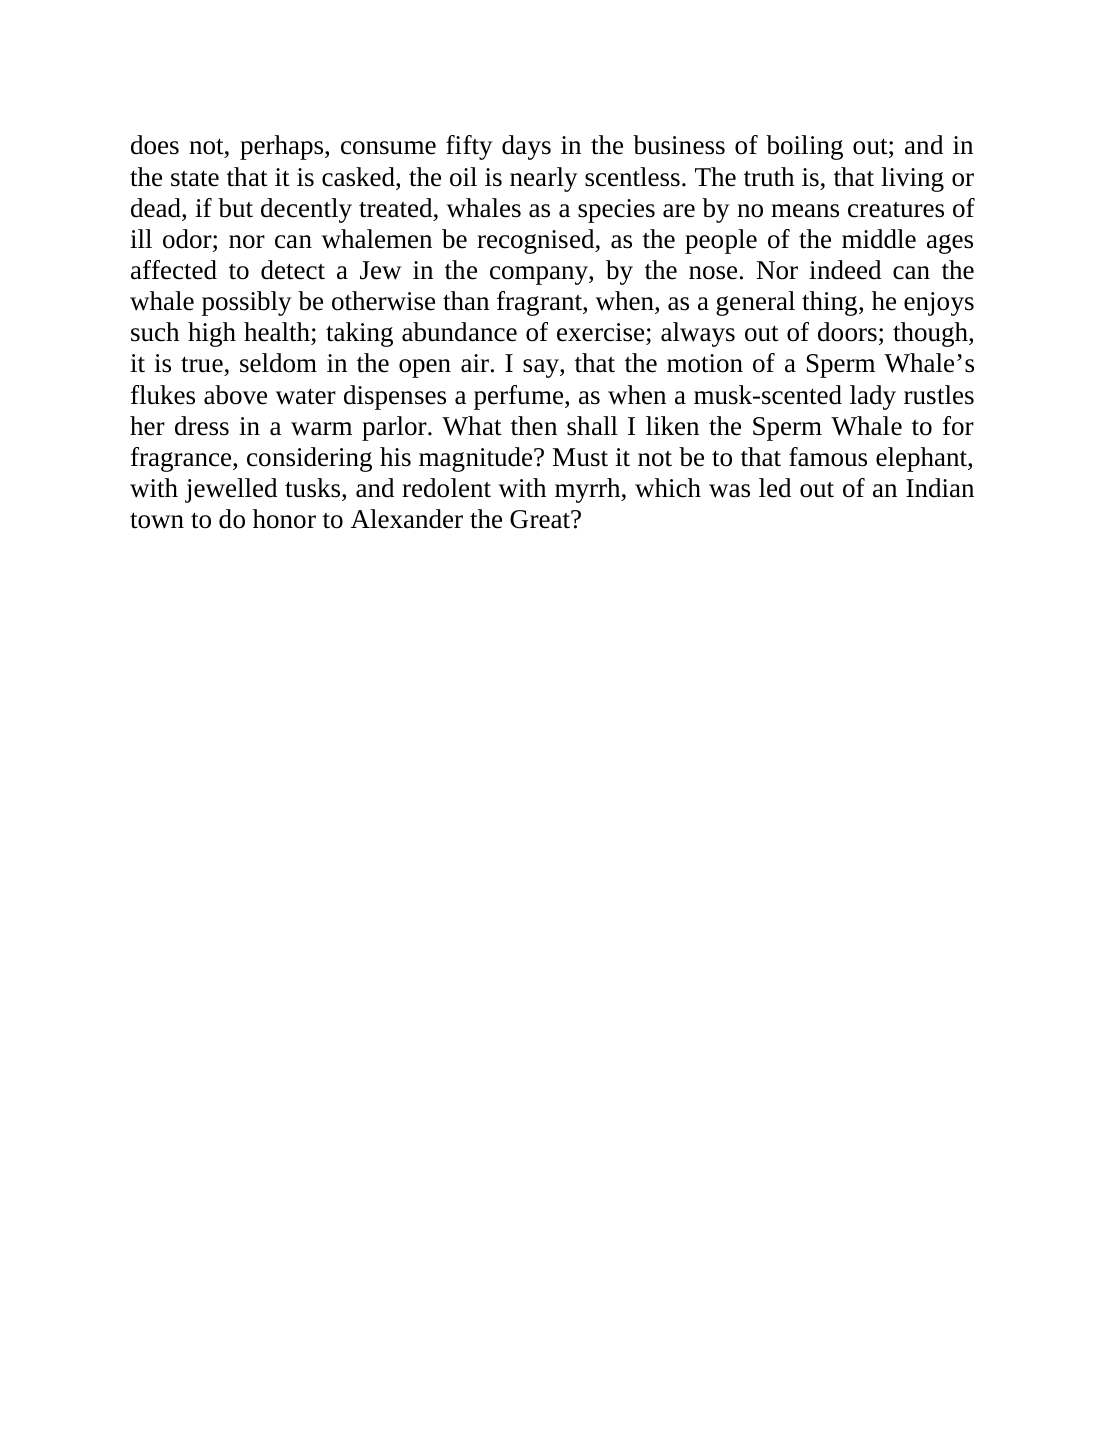 does not, perhaps, consume fifty days in the business of boiling out; and in
the state that it is casked, the oil is nearly scentless. The truth is, that living or
dead, if but decently treated, whales as a species are by no means creatures of
ill odor; nor can whalemen be recognised, as the people of the middle ages
affected to detect a Jew in the company, by the nose. Nor indeed can the
whale possibly be otherwise than fragrant, when, as a general thing, he enjoys
such high health; taking abundance of exercise; always out of doors; though,
it is true, seldom in the open air. I say, that the motion of a Sperm Whale’s
flukes above water dispenses a perfume, as when a musk-scented lady rustles
her dress in a warm parlor. What then shall I liken the Sperm Whale to for
fragrance, considering his magnitude? Must it not be to that famous elephant,
with jewelled tusks, and redolent with myrrh, which was led out of an Indian
town to do honor to Alexander the Great?